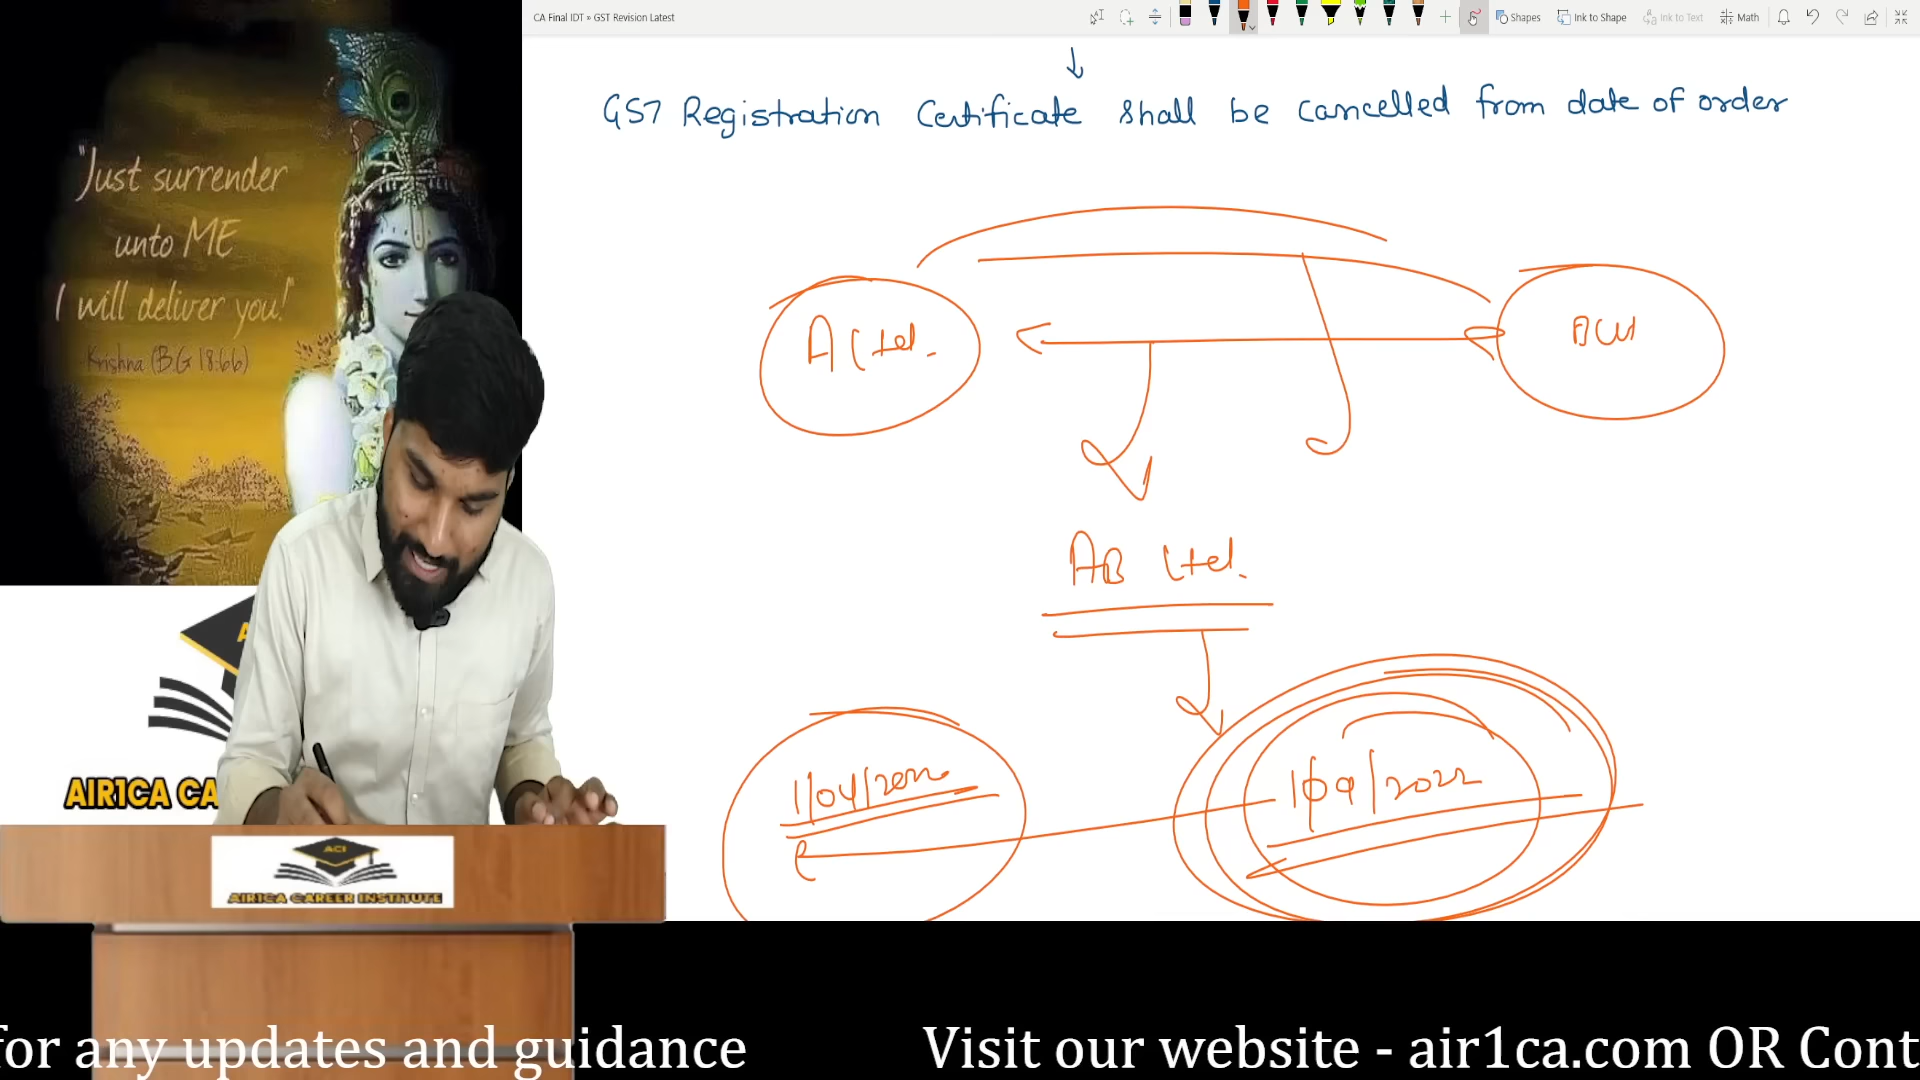 CA Final IDT » GST Revision Latest
Shapes
Ink to Shape
Ink to Text
Math
GST Registration Certificate shall be cancelled from date of order
"Just surrender
unto ME
I will deliver you!"
Krishna (B.G 18:66)
A Ltd.
AB Ltd.
1/04/2022
1/09/2022
AIR1CA CA
ACI
AIR1CA CAREER INSTITUTE
for any updates and guidance
Visit our website - air1ca.com OR Cont